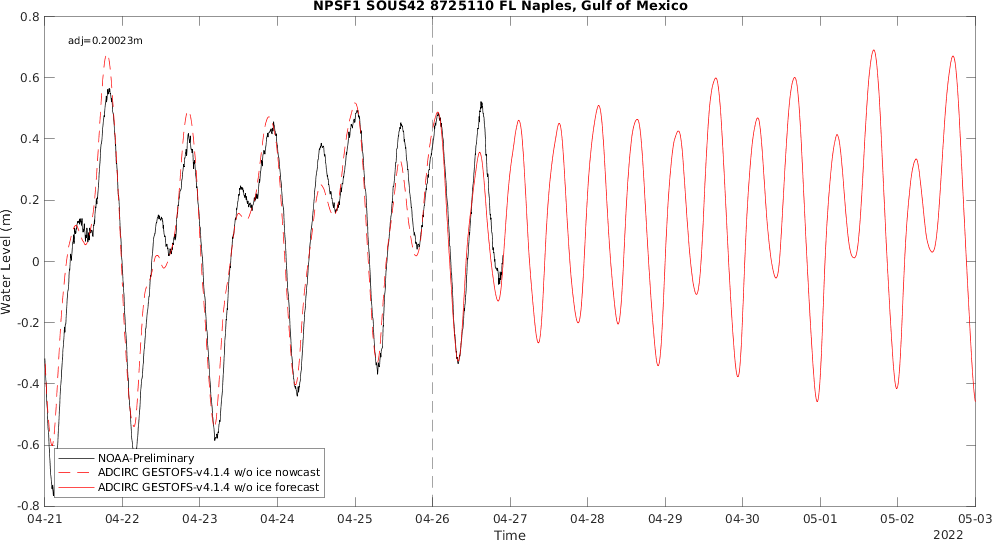 NPSF1 SOUS42 8725110 FL Naples, Gulf of Mexico
adj=0.20023m
0.8
0.6
0.4
0.2
0
-0.2
-0.4
-0.6
-0.8
Water Level (m)
NOAA-Preliminary
ADCIRC GESTOFS-v4.1.4 w/o ice nowcast
ADCIRC GESTOFS-v4.1.4 w/o ice forecast
04-21 04-22 04-23 04-24 04-25 04-26 04-27 04-28 04-29 04-30 05-01 05-02 05-03
Time
2022